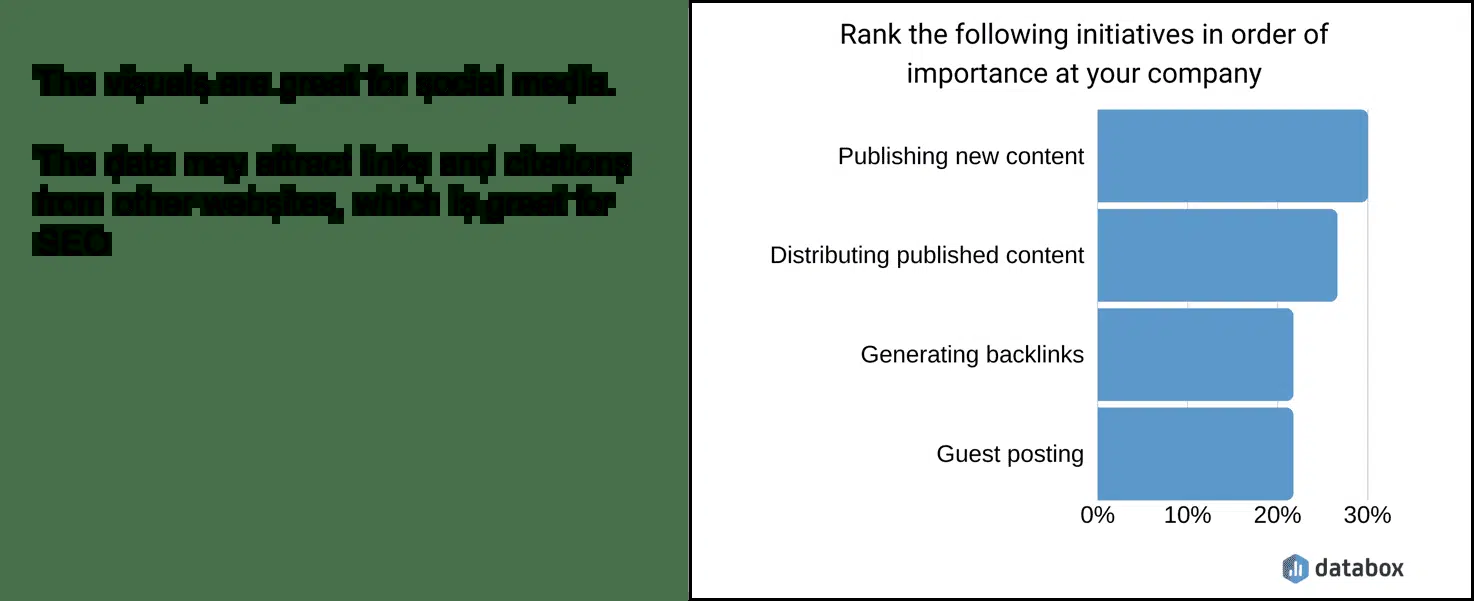 The visuals are great for social media.
The data may attract links and citations
from other websites, which is great for
SEO
Rank the following initiatives in order of
importance at your company
Publishing new content
Distributing published content
Generating backlinks
Guest posting
0% 10% 20% 30%
databox